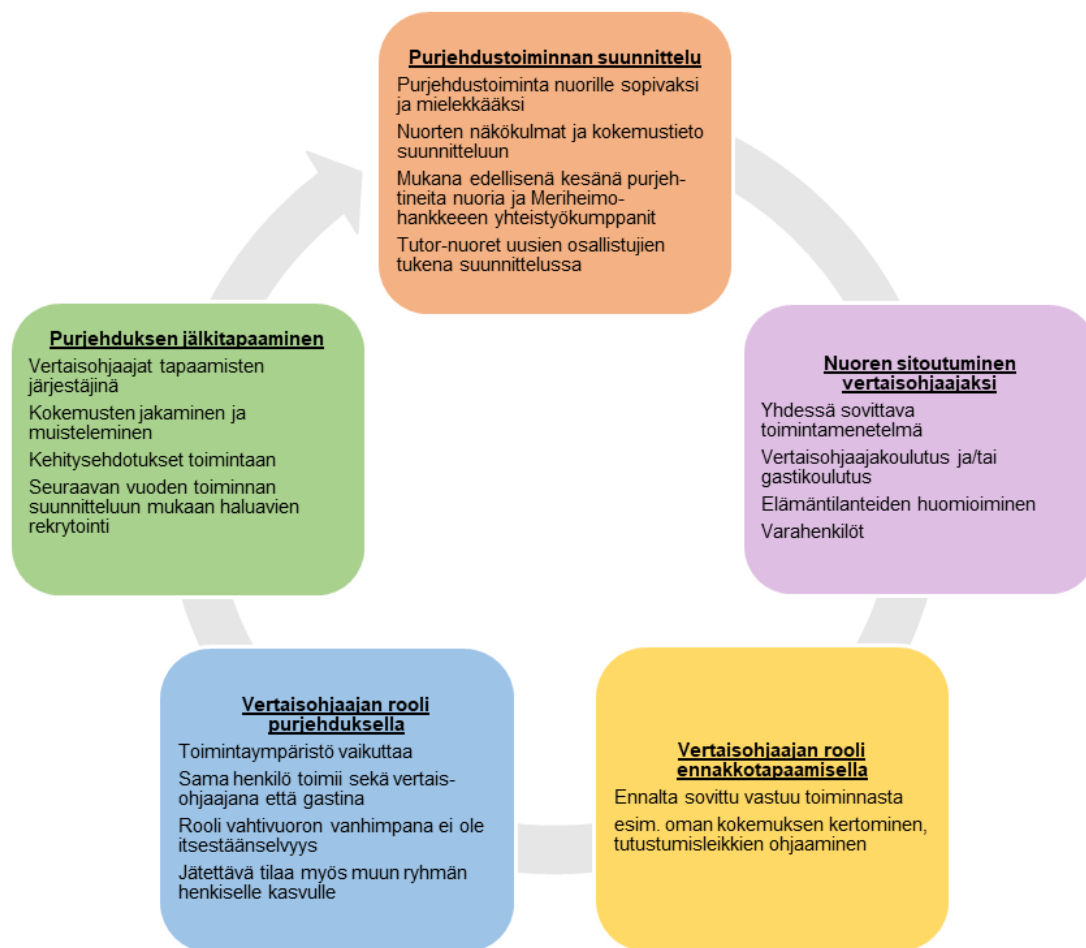 Purjehdustoiminnan suunnittelu
Purjehdustoiminta nuorille sopivaksi
ja mielekkääksi
Nuorten näkökulmat ja kokemustieto
suunnitteluun
Mukana edellisenä kesänä purjeh-
tineita nuoria ja Meriheimo-
hankkeeen yhteistyökumppanit
Tutor-nuoret uusien osallistujien
tukena suunnittelussa
Nuoren sitoutuminen
vertaisohjaajaksi
Yhdessä sovittava
toimintamenetelmä
Vertaisohjaajakoulutus ja/tai
gastikoulutus
Elämäntilanteiden huomioiminen
Varahenkilöt
Vertaisohjaajan rooli
ennakkotapaamisella
Ennalta sovittu vastuu toiminnasta
esim. oman kokemuksen kertominen,
tutustumisleikkien ohjaaminen
Vertaisohjaajan rooli
purjehduksella
Toimintaympäristö vaikuttaa
Sama henkilö toimii sekä vertais-
ohjaajana että gastina
Rooli vahtivuoron vanhimpana ei ole
itsestäänselvyys
Jätettävä tilaa myös muun ryhmän
henkiselle kasvulle
Purjehduksen jälkitapaaminen
Vertaisohjaajat tapaamisten
järjestäjinä
Kokemusten jakaminen ja
muisteleminen
Kehitysehdotukset toimintaan
Seuraavan vuoden toiminnan
suunnitteluun mukaan haluavien
rekrytointi